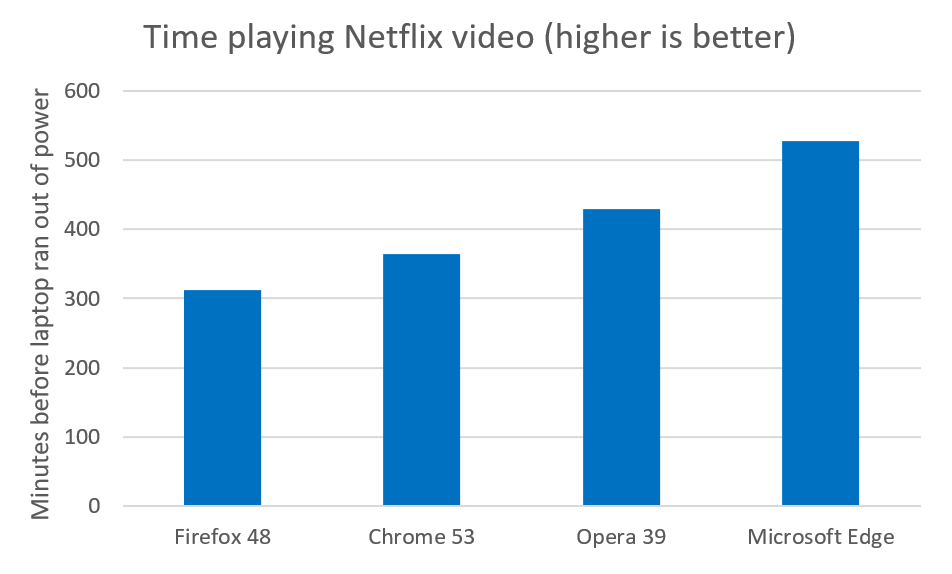 Time playing Netflix video (higher is better)
Minutes before laptop ran out of power
600
500
400
300
200
100
0
Firefox 48
Chrome 53
Opera 39
Microsoft Edge